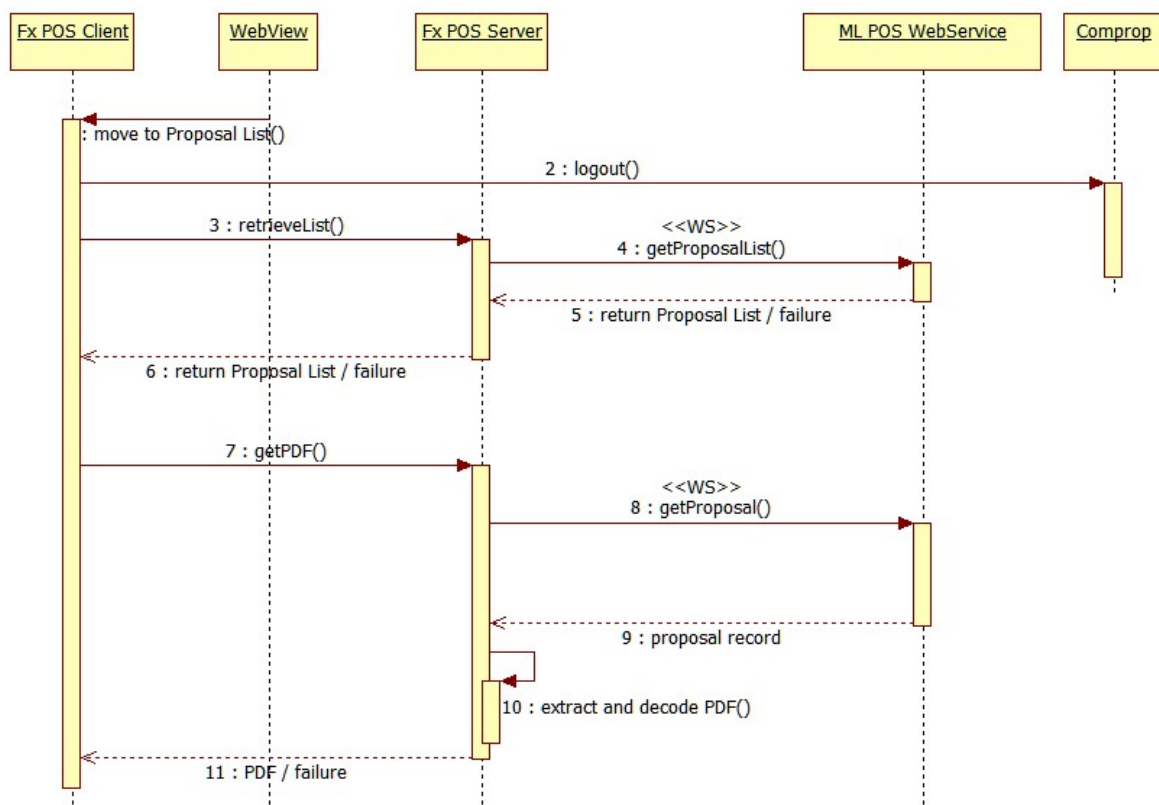 Fx POS Client
WebView
Fx POS Server
ML POS WebService
Comprop
: move to Proposal List()
2 : logout()
3 : retrieveList()
<<WS>>
4 : getProposalList()
5 : return Proposal List / failure
6 : return Proposal List / failure
7 : getPDF()
<<WS>>
8 : getProposal()
9 : proposal record
10 : extract and decode PDF()
11 : PDF / failure